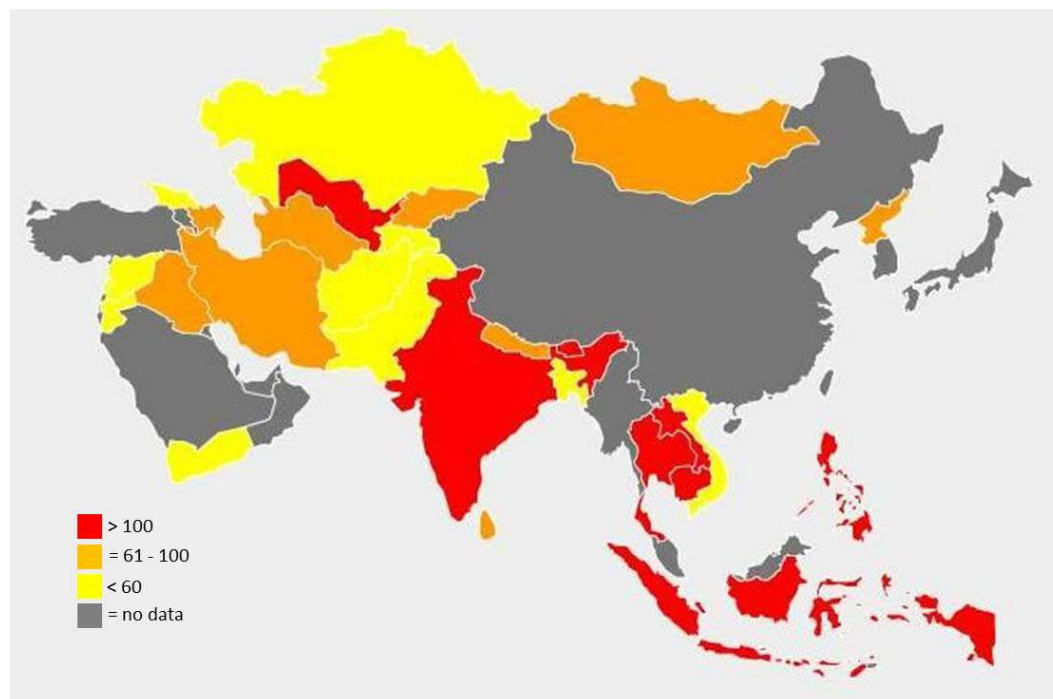 > 100
= 61 - 100
< 60
= no data